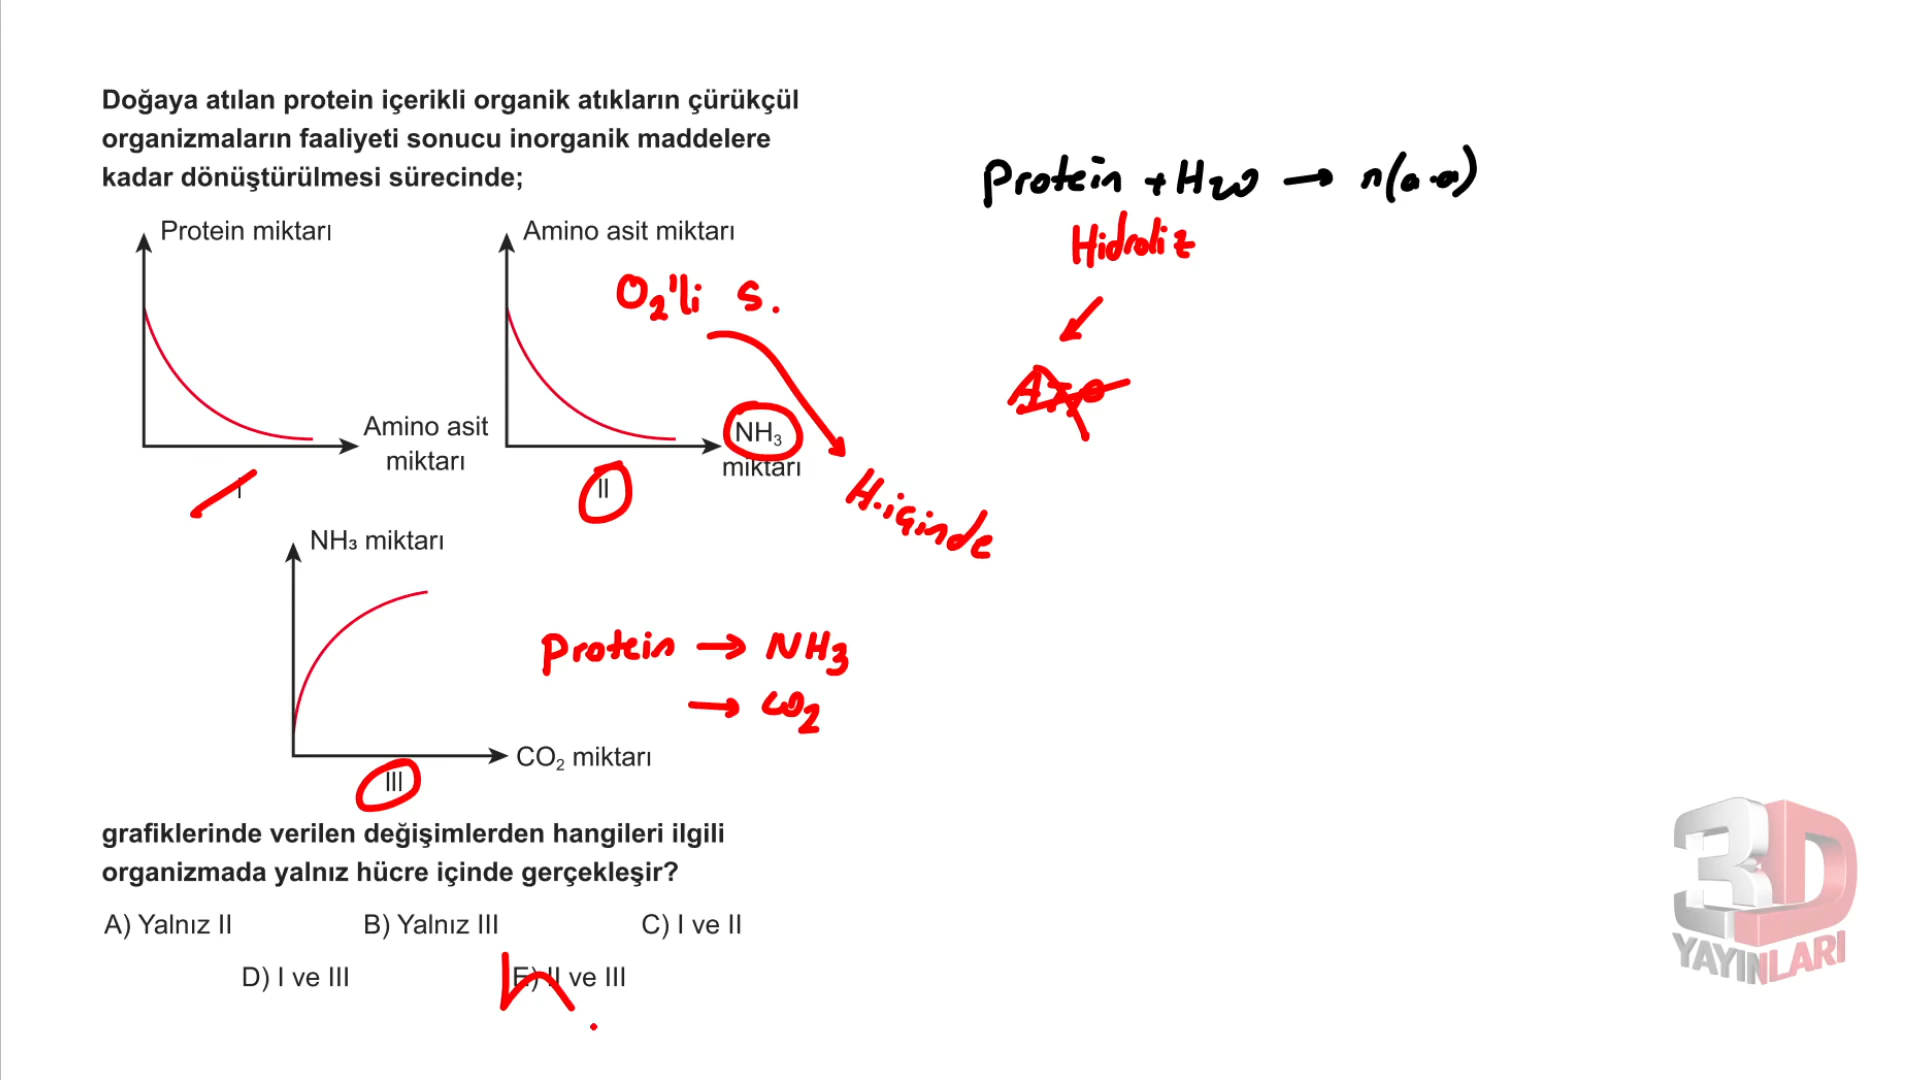 Doğaya atılan protein içerikli organik atıkların çürükçül
organizmaların faaliyeti sonucu inorganik maddelere
kadar dönüştürülmesi sürecinde;
Protein miktarı
Amino asit
miktarı
I
Amino asit miktarı
O₂'li s.
NH₃
miktarı
II
H.içinde
Protein + H₂O → n(a.a)
Hidroliz
NH₃ miktarı
CO₂ miktarı
III
Protein → NH₃
→ CO₂
grafiklerinde verilen değişimlerden hangileri ilgili
organizmada yalnız hücre içinde gerçekleşir?
A) Yalnız II B) Yalnız III C) I ve II
D) I ve III E) II ve III
3D
YAYINLARI